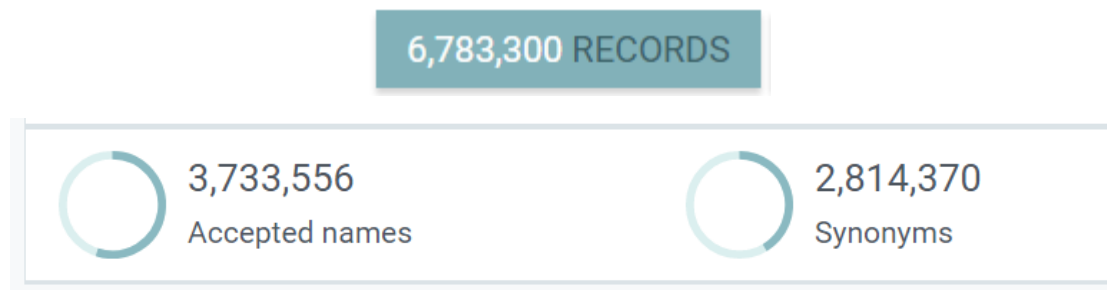 6,783,300 RECORDS
3,733,556
Accepted names
2,814,370
Synonyms